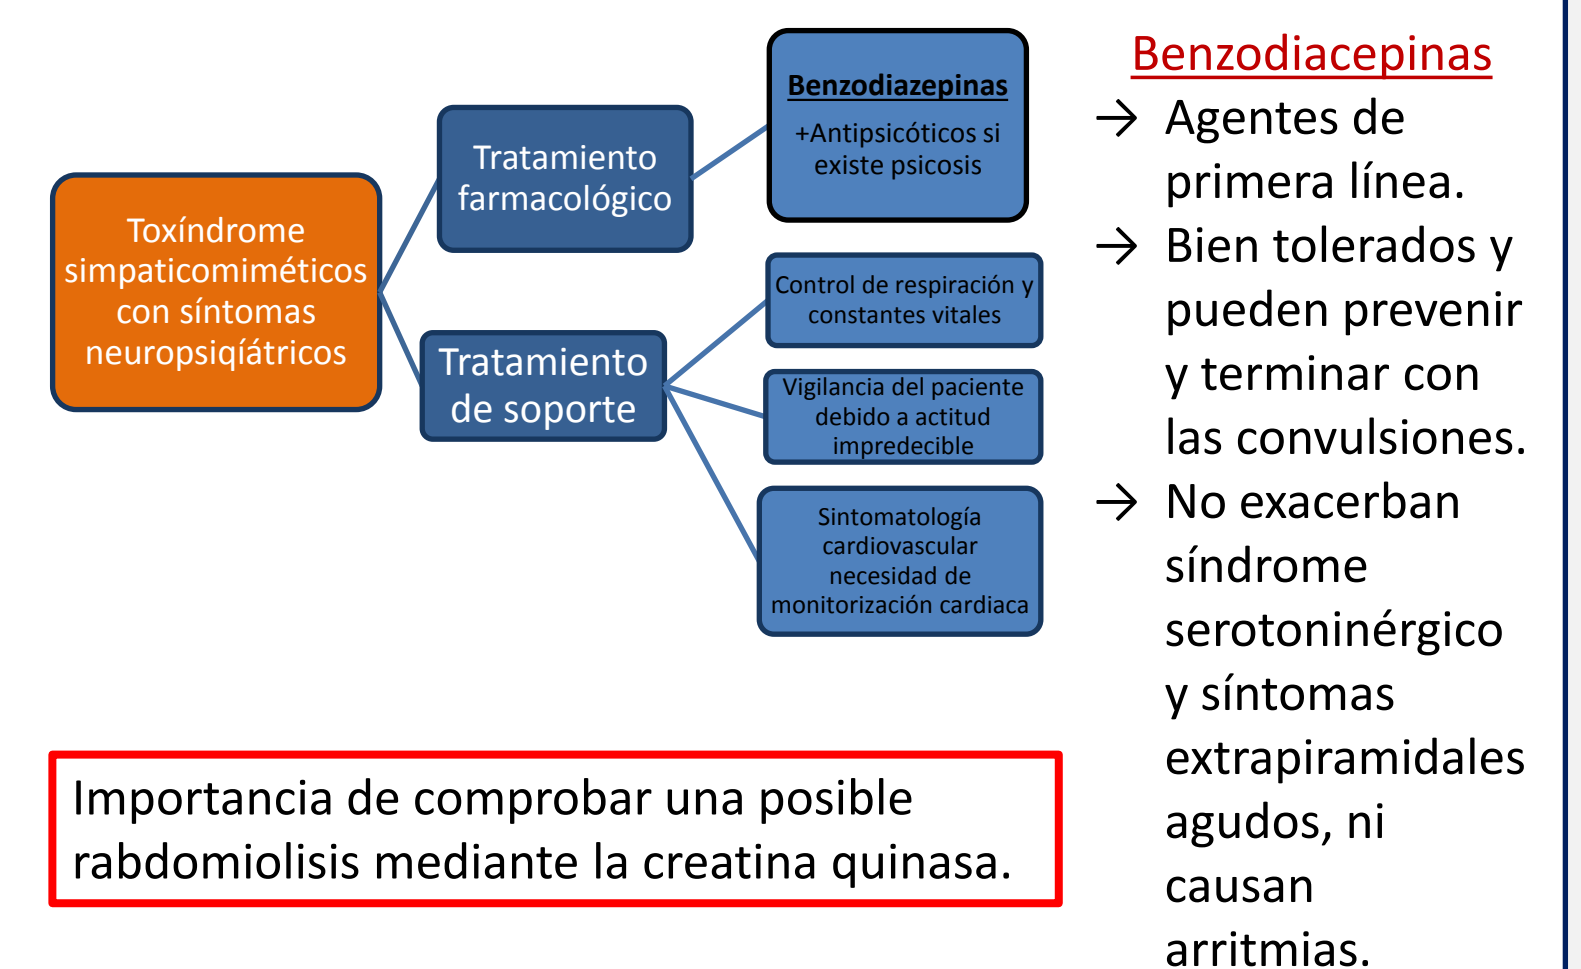 Toxíndrome
simpaticomiméticos
con síntomas
neuropsiqíátricos
Tratamiento
farmacológico
Benzodiazepinas
+Antipsicóticos si
existe psicosis
Tratamiento
de soporte
Control de respiración y
constantes vitales
Vigilancia del paciente
debido a actitud
impredecible
Sintomatología
cardiovascular
necesidad de
monitorización cardiaca
Importancia de comprobar una posible
rabdomiolisis mediante la creatina quinasa.
Benzodiacepinas
→ Agentes de
primera línea.
→ Bien tolerados y
pueden prevenir
y terminar con
las convulsiones.
→ No exacerban
síndrome
serotoninérgico
y síntomas
extrapiramidales
agudos, ni
causan
arritmias.